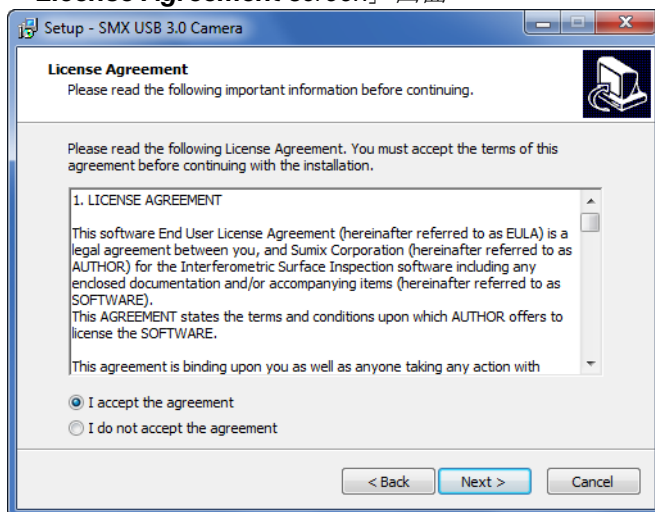 License Agreement screen」 画面
Setup - SMX USB 3.0 Camera
License Agreement
Please read the following important information before continuing.
Please read the following License Agreement. You must accept the terms of this
agreement before continuing with the installation.
1. LICENSE AGREEMENT
This software End User License Agreement (hereinafter referred to as EULA) is a
legal agreement between you, and Sumix Corporation (hereinafter referred to as
AUTHOR) for the Interferometric Surface Inspection software including any
enclosed documentation and/or accompanying items (hereinafter referred to as
SOFTWARE).
This AGREEMENT states the terms and conditions upon which AUTHOR offers to
license the SOFTWARE.
This agreement is binding upon you as well as anyone taking any action with
I accept the agreement
I do not accept the agreement
< Back
Next >
Cancel